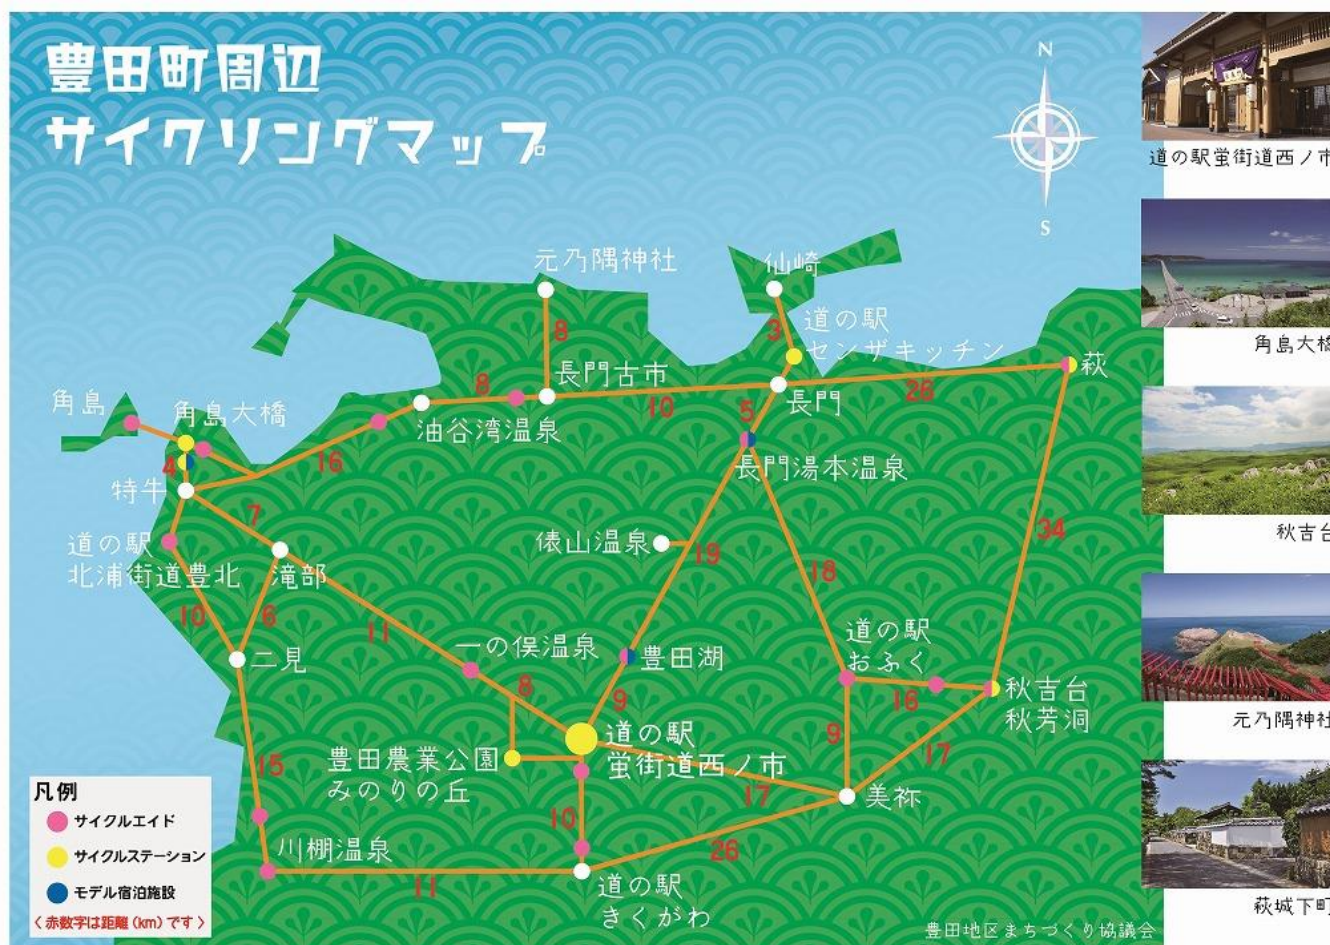 豊田町周辺
サイクリングマップ
N
S
元乃隅神社
仙崎
8
3
道の駅
センザキッチン
角島
角島大橋
8
長門古市
10
長門
26
萩
油谷湾温泉
5
16
4
特牛
長門湯本温泉
7
道の駅
北浦街道豊北
滝部
俵山温泉
19
18
34
10
6
11
二見
一の俣温泉
豊田湖
道の駅
おふく
8
9
16
秋吉台
秋芳洞
道の駅
蛍街道西ノ市
9
17
豊田農業公園
みのりの丘
15
17
美祢
10
26
川棚温泉
11
道の駅
きくがわ
凡例
サイクルエイド
サイクルステーション
モデル宿泊施設
〈赤数字は距離(km)です〉
豊田地区まちづくり協議会
道の駅蛍街道西ノ市
角島大橋
秋吉台
元乃隅神社
萩城下町